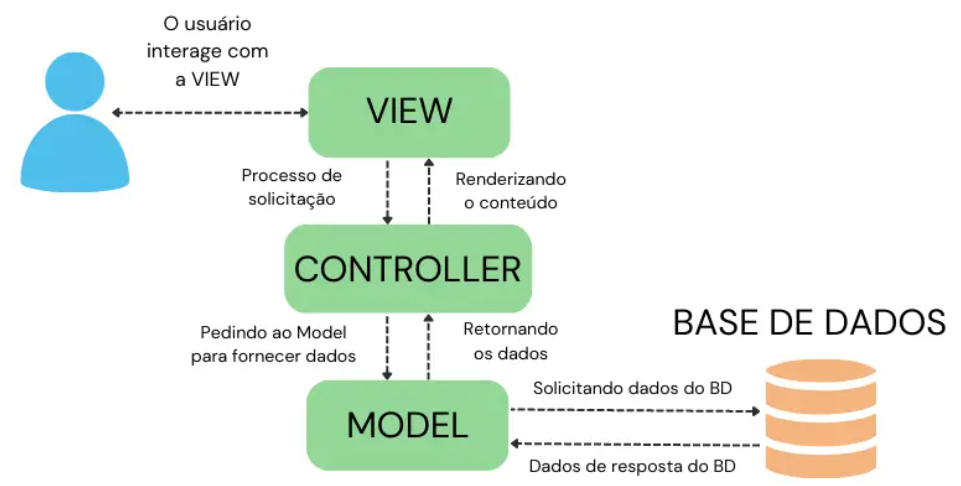 O usuário
interage com
a VIEW
VIEW
Processo de
solicitação
Renderizando
o conteúdo
CONTROLLER
Pedindo ao Model
para fornecer dados
Retornando
os dados
BASE DE DADOS
MODEL
Solicitando dados do BD
Dados de resposta do BD